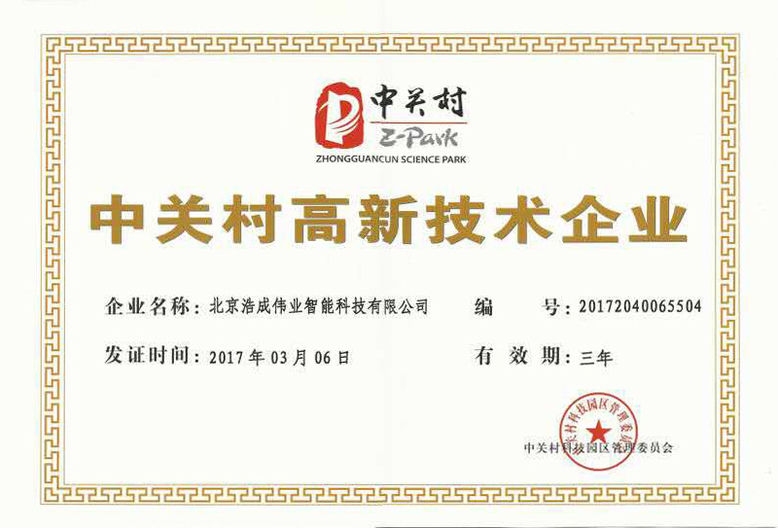 中关村
Z-Park
ZHONGGUANCUN SCIENCE PARK
中关村高新技术企业
企业名称：北京浩成伟业智能科技有限公司 编 号：20172040065504
发证时间：2017 年 03 月 06 日 有 效 期：三年
中关村科技园区管理委员会
中关村科技园区管理委员会